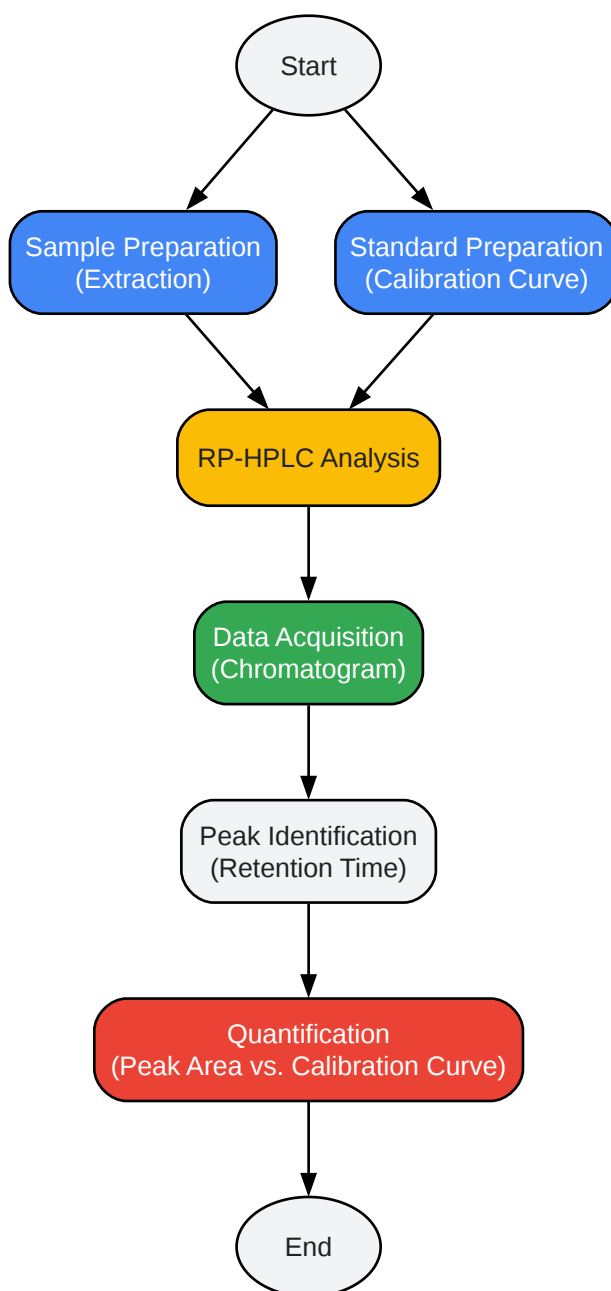 Start
Sample Preparation
(Extraction)
Standard Preparation
(Calibration Curve)
RP-HPLC Analysis
Data Acquisition
(Chromatogram)
Peak Identification
(Retention Time)
Quantification
(Peak Area vs. Calibration Curve)
End